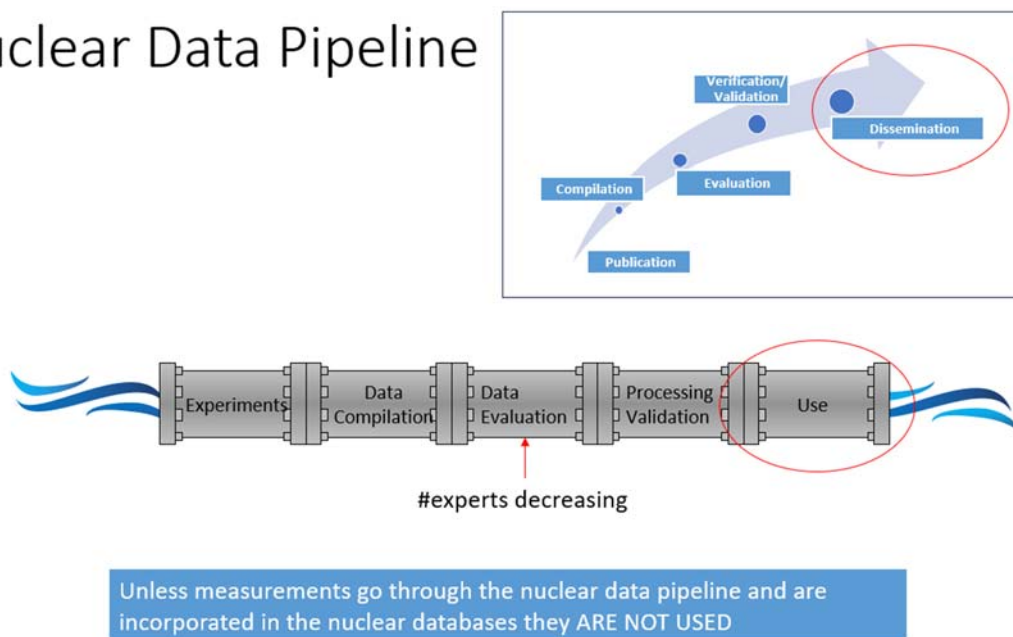 uclear Data Pipeline
Verification/
Validation
Dissemination
Compilation
Evaluation
Publication
Experiments
Data
Compilation
Data
Evaluation
Processing
Validation
Use
#experts decreasing
Unless measurements go through the nuclear data pipeline and are
incorporated in the nuclear databases they ARE NOT USED